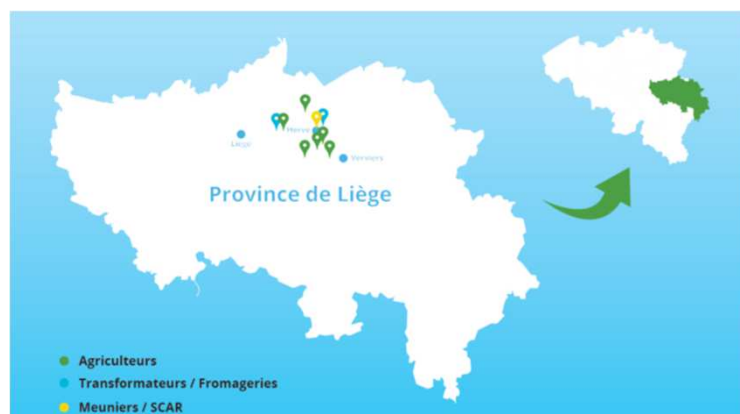 Herve
Liège
Verviers
Province de Liège
Agriculteurs
Transformateurs / Fromageries
Meuniers / SCAR